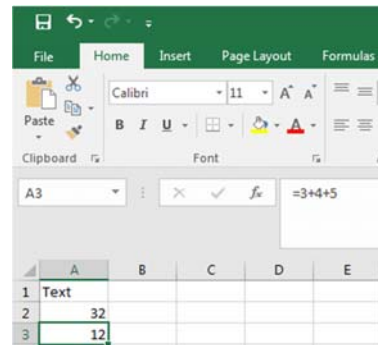 File Home Insert Page Layout Formulas
Calibri 11 A A
Paste B I U A
Clipboard Font
A3 fx =3+4+5
A B C D E
1 Text
2 32
3 12